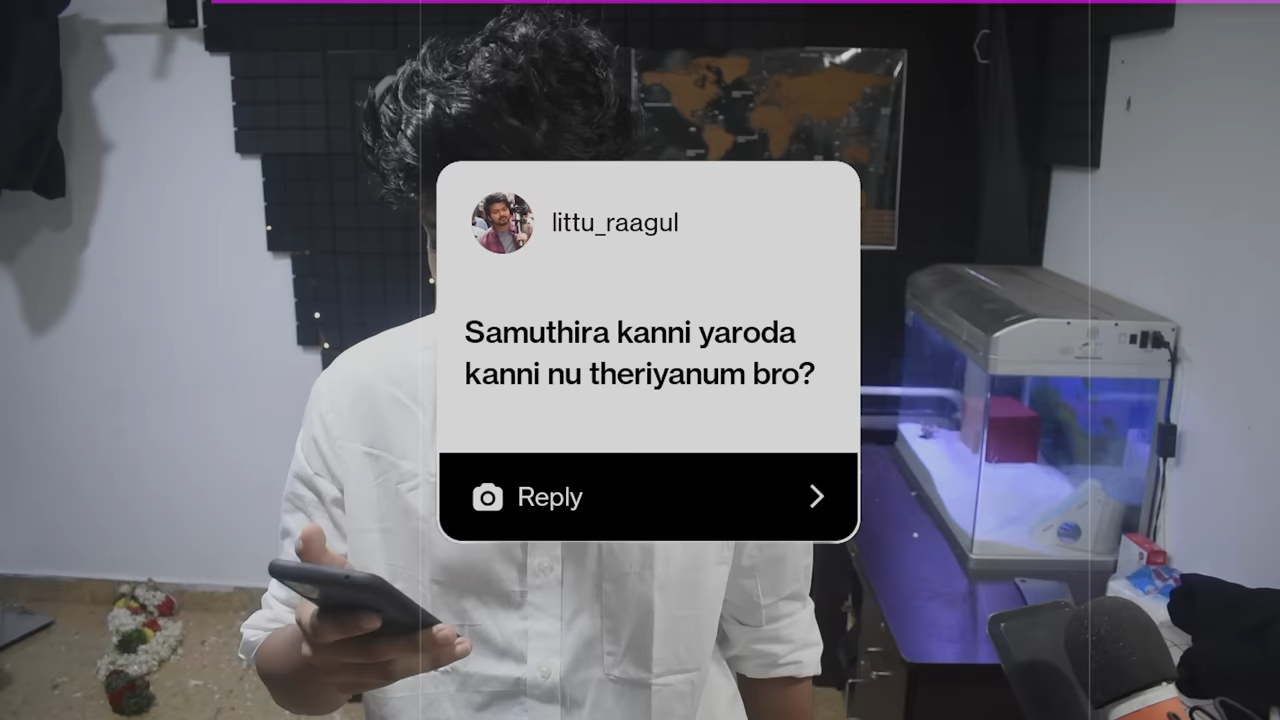 littu_raagul
Samuthira kanni yaroda
kanni nu theriyanum bro?
Reply